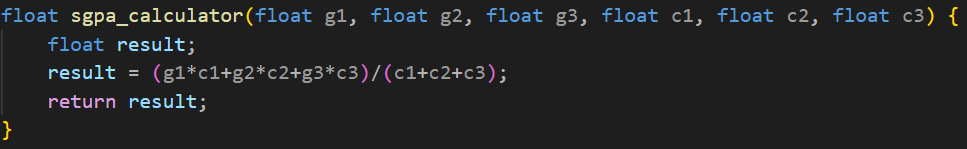 float sgpa_calculator(float g1, float g2, float g3, float c1, float c2, float c3) {
    float result;
    result = (g1*c1+g2*c2+g3*c3)/(c1+c2+c3);
    return result;
}